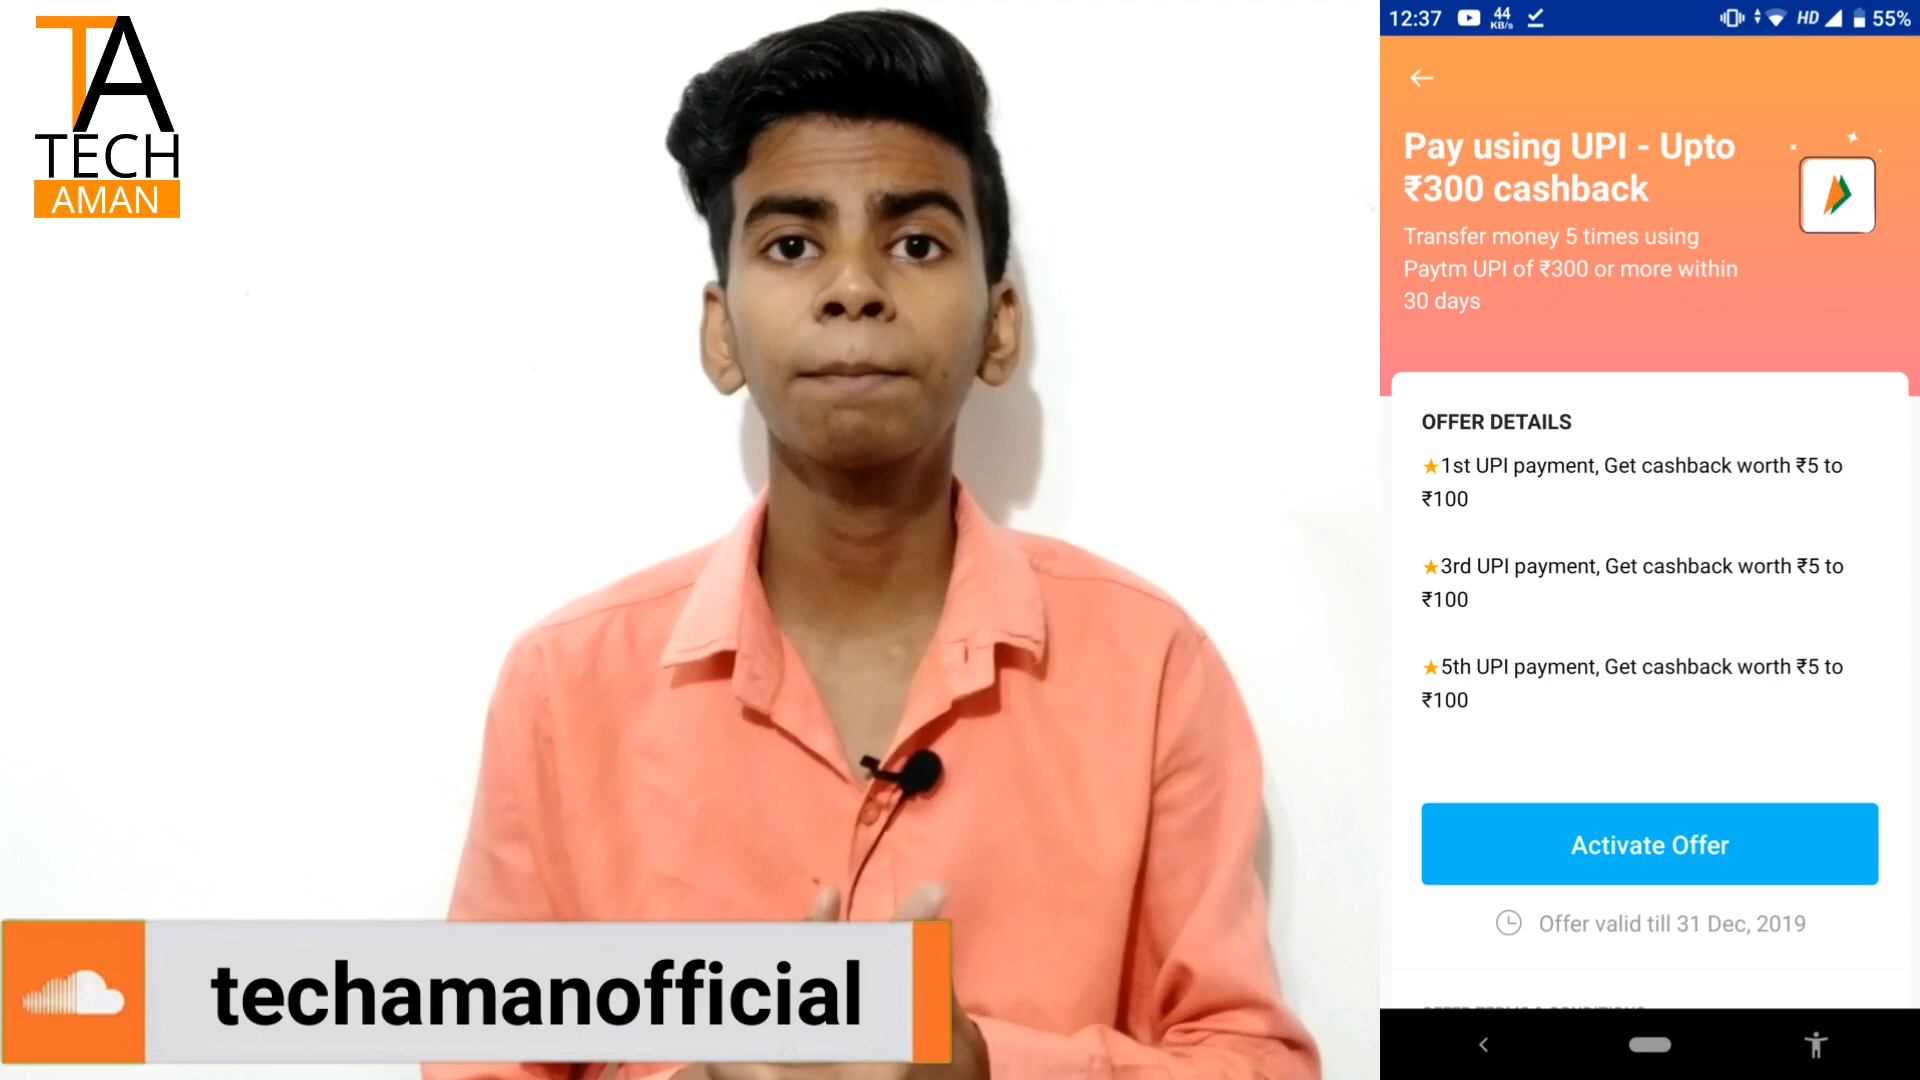 TA
TECH
AMAN
12:37
44
KB/s
HD
55%
Pay using UPI - Upto
₹300 cashback
Transfer money 5 times using
Paytm UPI of ₹300 or more within
30 days
OFFER DETAILS
★1st UPI payment, Get cashback worth ₹5 to
₹100
★3rd UPI payment, Get cashback worth ₹5 to
₹100
★5th UPI payment, Get cashback worth ₹5 to
₹100
Activate Offer
Offer valid till 31 Dec, 2019
techamanofficial